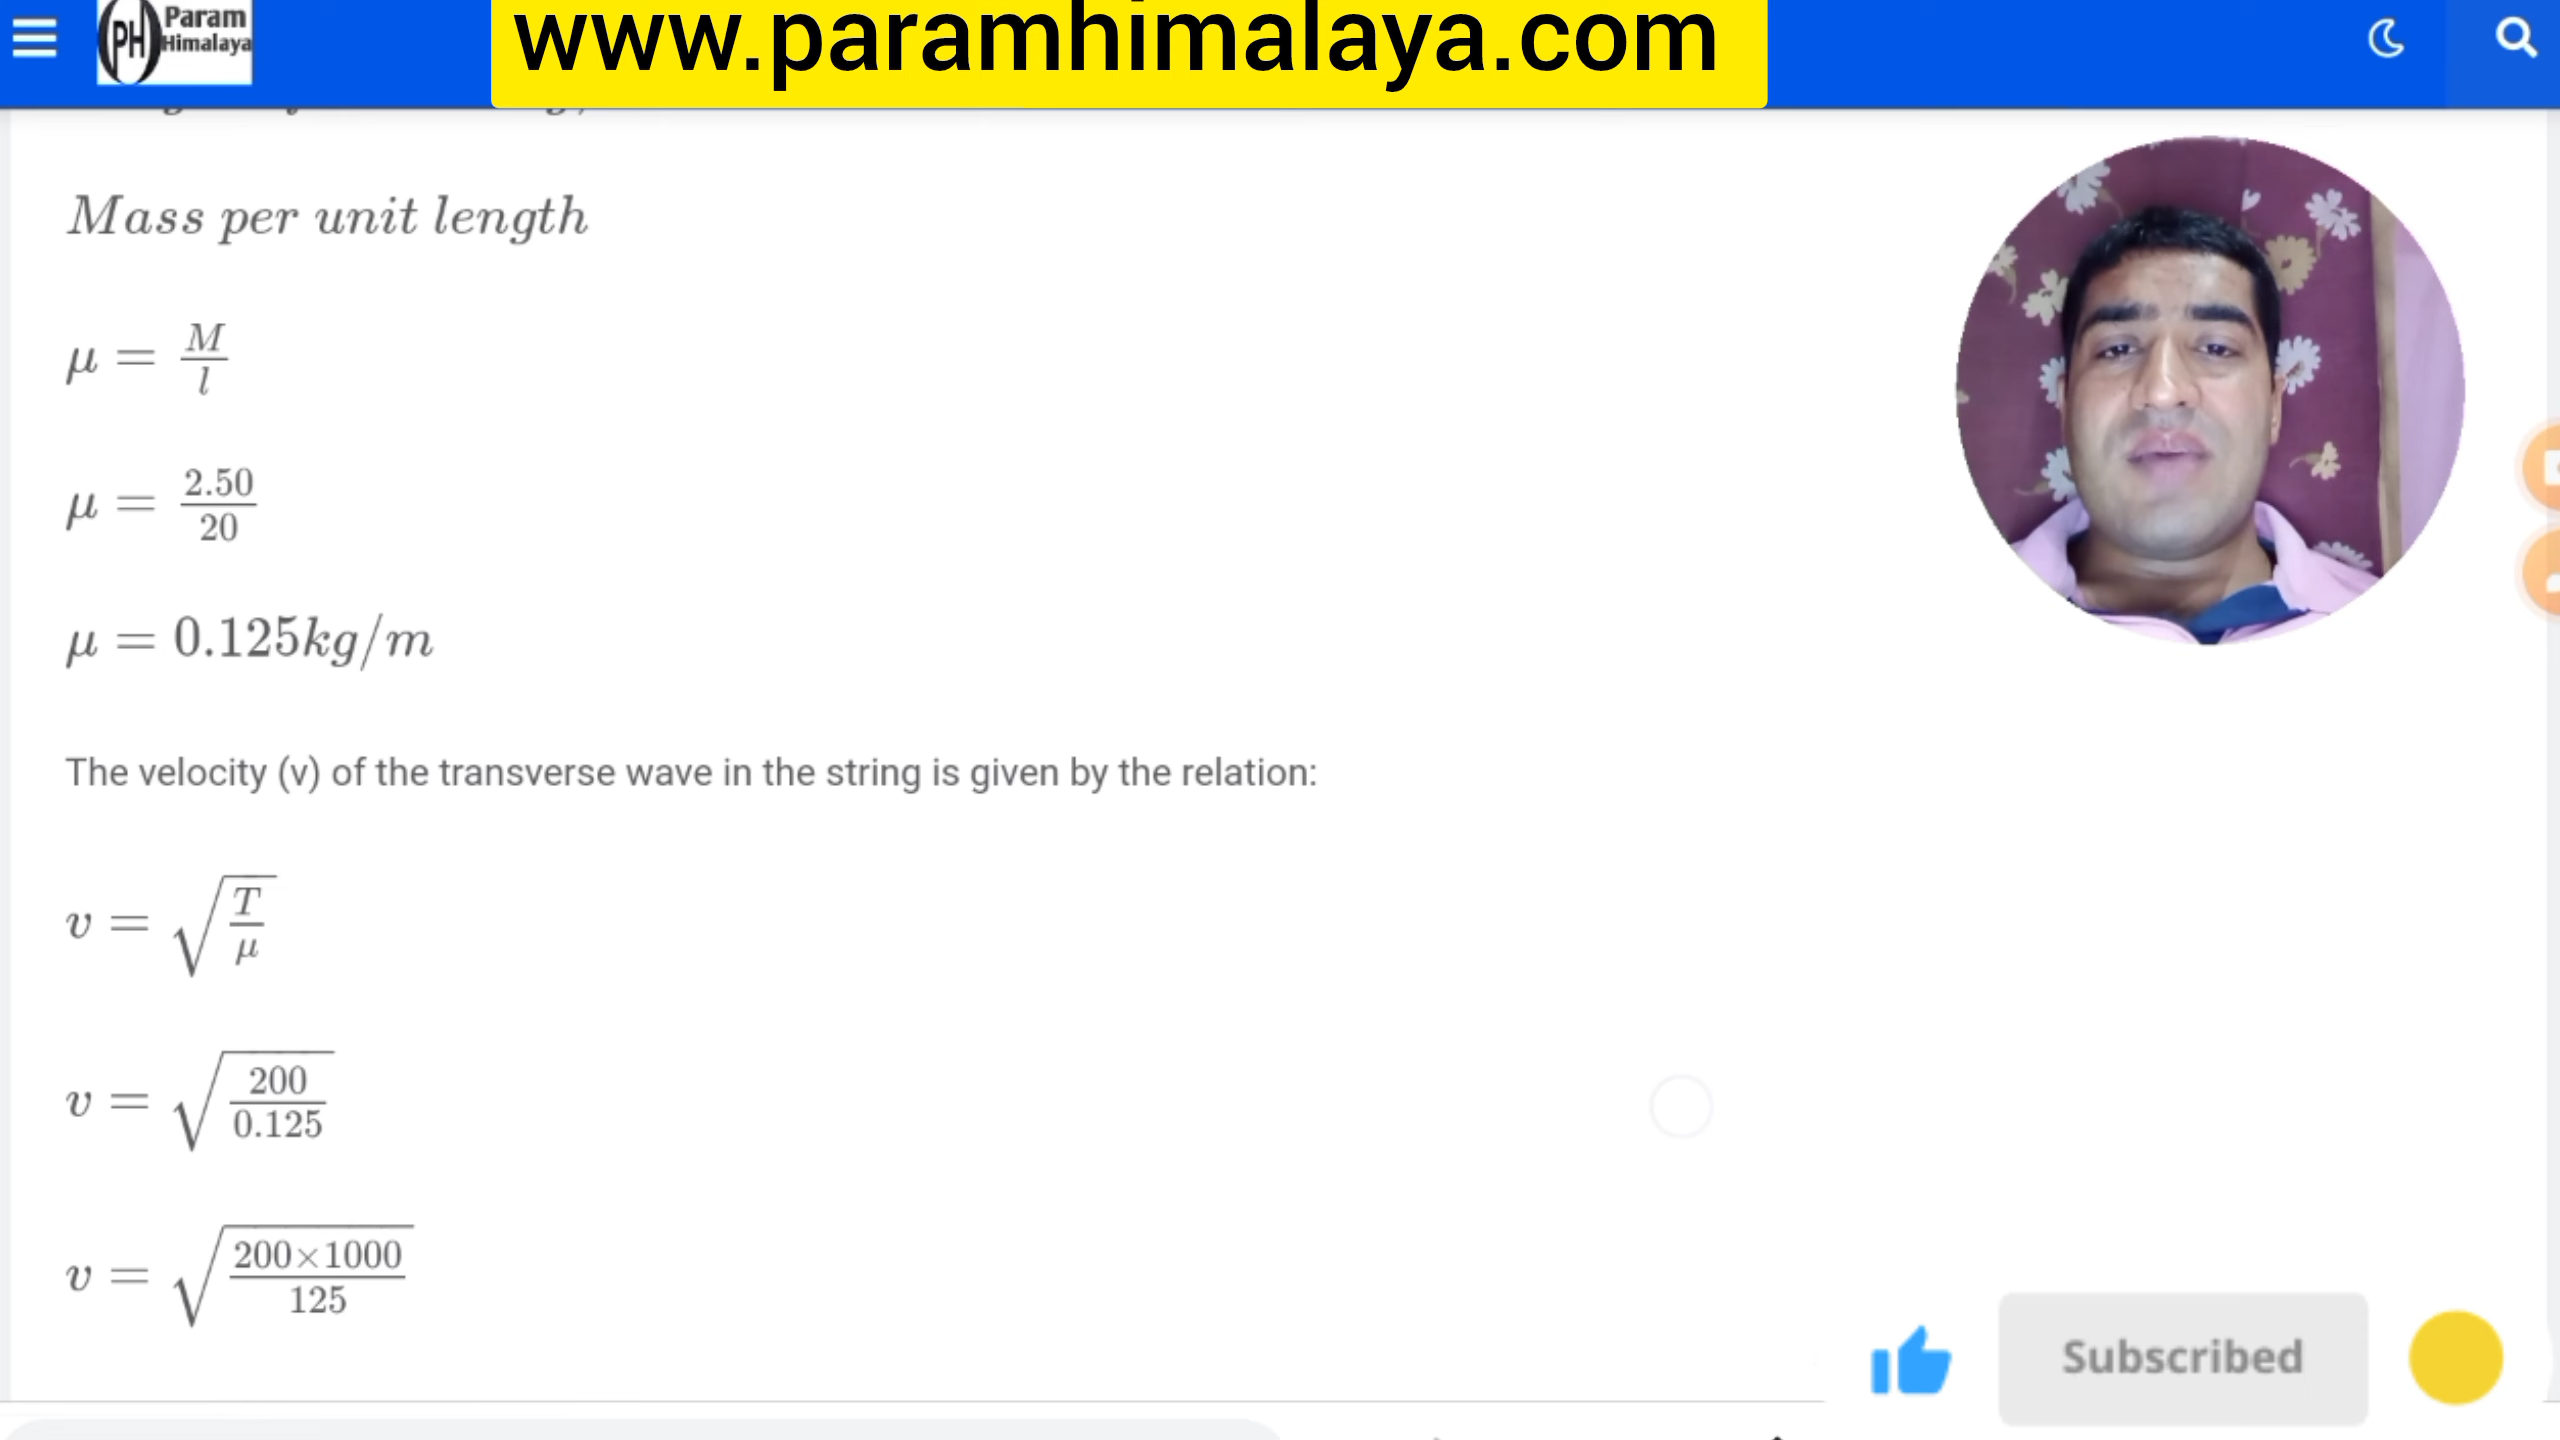 PH Param
Himalaya
www.paramhimalaya.com
Mass per unit length
μ = M/l
μ = 2.50/20
μ = 0.125kg/m
The velocity (v) of the transverse wave in the string is given by the relation:
v = √(T/μ)
v = √(200/0.125)
v = √(200×1000/125)
Subscribed